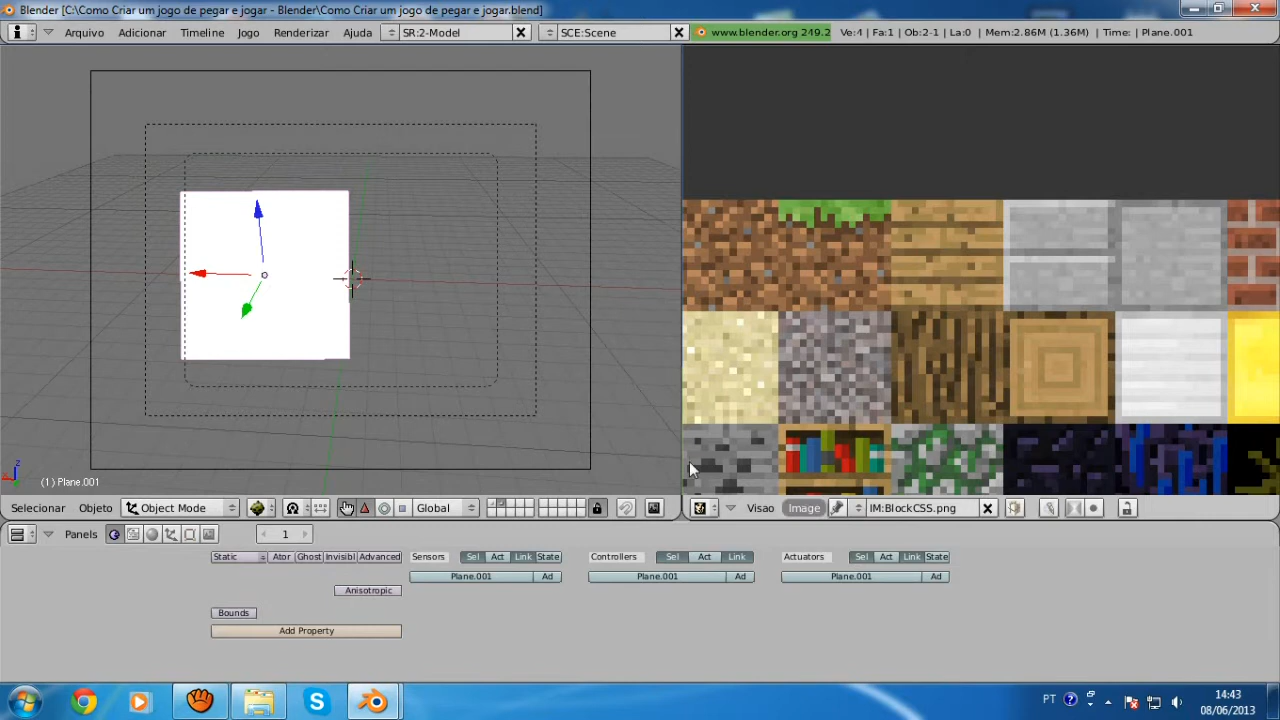 Blender [C:\Como Criar um jogo de pegar e jogar - Blender\Como Criar um jogo de pegar e jogar.blend]
Arquivo Adicionar Timeline Jogo Renderizar Ajuda SR:2-Model SCE:Scene www.blender.org 249.2 Ve:4 | Fa:1 | Ob:2-1 | La:0 | Mem:2.86M (1.36M) | Time: | Plane.001
z
x
(1) Plane.001
Selecionar Objeto Object Mode Global Visao Image IM:BlockCSS.png
Panels 1
Static Ator Ghost Invisibl Advanced Sensors Sel Act Link State Controllers Sel Act Link Actuators Sel Act Link State
Plane.001 Ad Plane.001 Ad Plane.001 Ad
Anisotropic
Bounds
Add Property
PT 14:43
08/06/2013